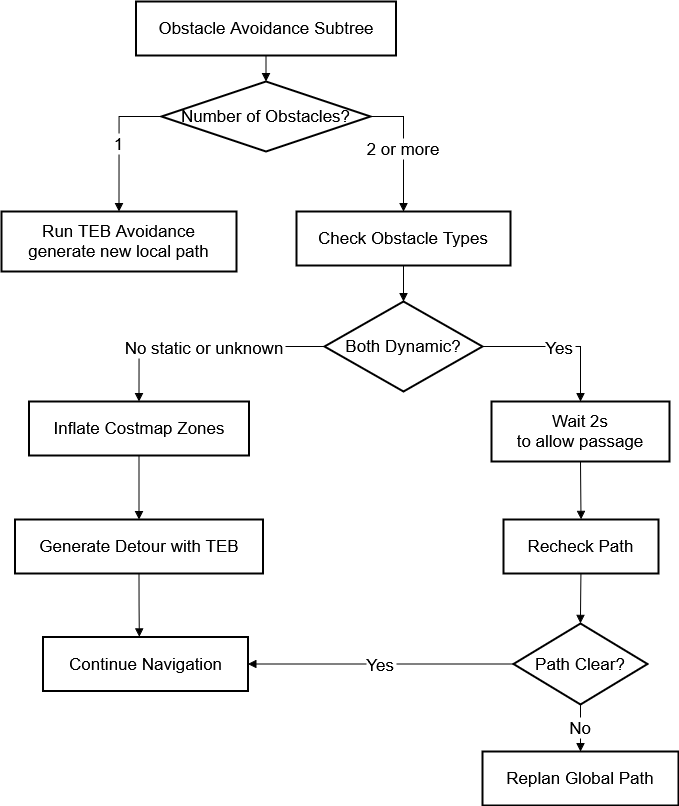 Obstacle Avoidance Subtree
Number of Obstacles?
1
2 or more
Run TEB Avoidance
generate new local path
Check Obstacle Types
Both Dynamic?
No static or unknown
Yes
Inflate Costmap Zones
Wait 2s
to allow passage
Generate Detour with TEB
Recheck Path
Continue Navigation
Yes
Path Clear?
No
Replan Global Path